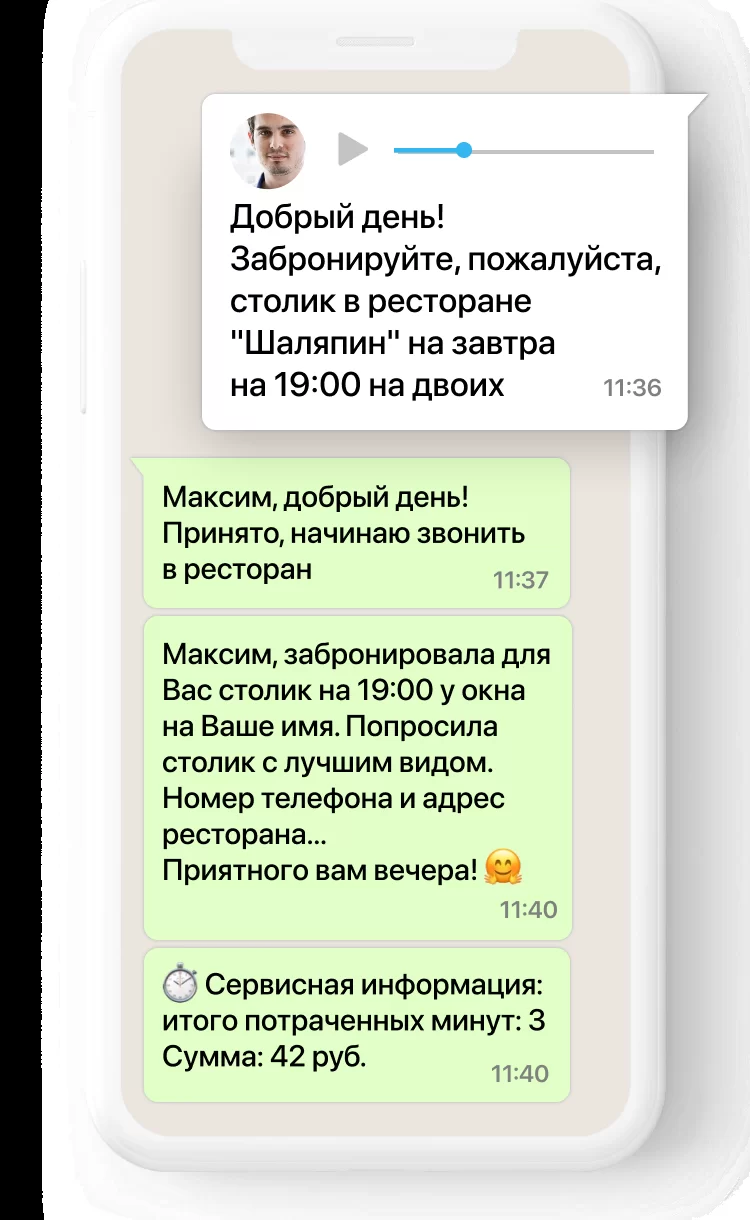 Добрый день!
Забронируйте, пожалуйста,
столик в ресторане
"Шаляпин" на завтра
на 19:00 на двоих
11:36
Максим, добрый день!
Принято, начинаю звонить
в ресторан
11:37
Максим, забронировала для
Вас столик на 19:00 у окна
на Ваше имя. Попросила
столик с лучшим видом.
Номер телефона и адрес
ресторана...
Приятного вам вечера! 🤗
11:40
⏱ Сервисная информация:
итого потраченных минут: 3
Сумма: 42 руб.
11:40